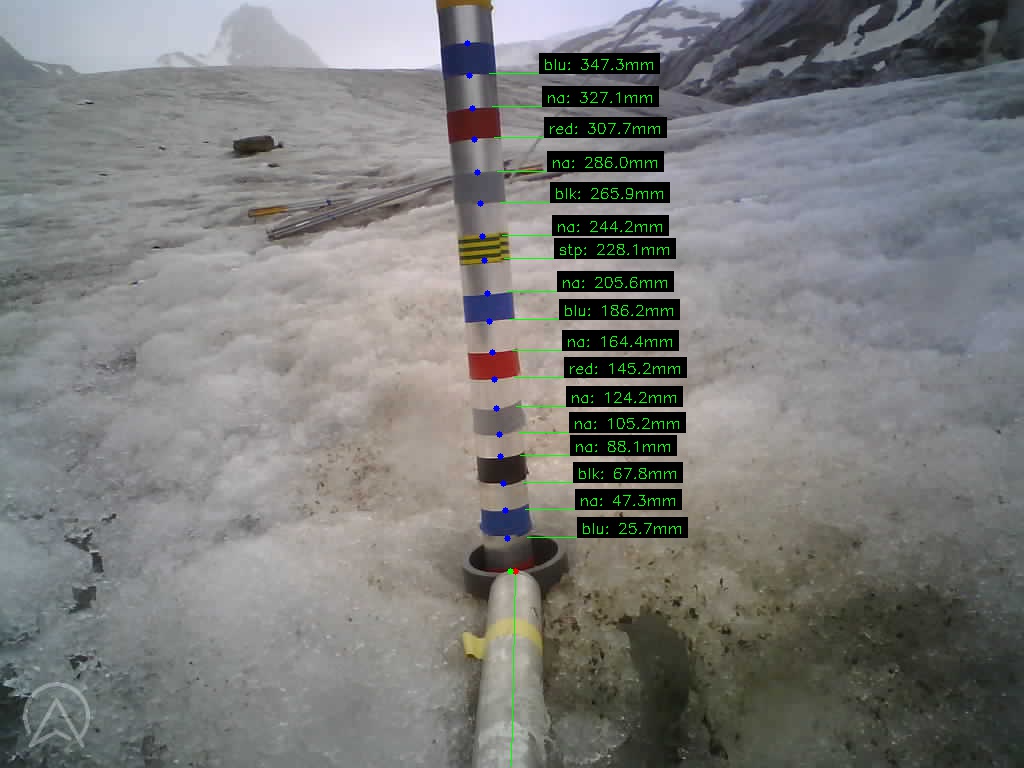 blu: 347.3mm
na: 327.1mm
red: 307.7mm
na: 286.0mm
blk: 265.9mm
na: 244.2mm
stp: 228.1mm
na: 205.6mm
blu: 186.2mm
na: 164.4mm
red: 145.2mm
na: 124.2mm
na: 105.2mm
na: 88.1mm
blk: 67.8mm
na: 47.3mm
blu: 25.7mm